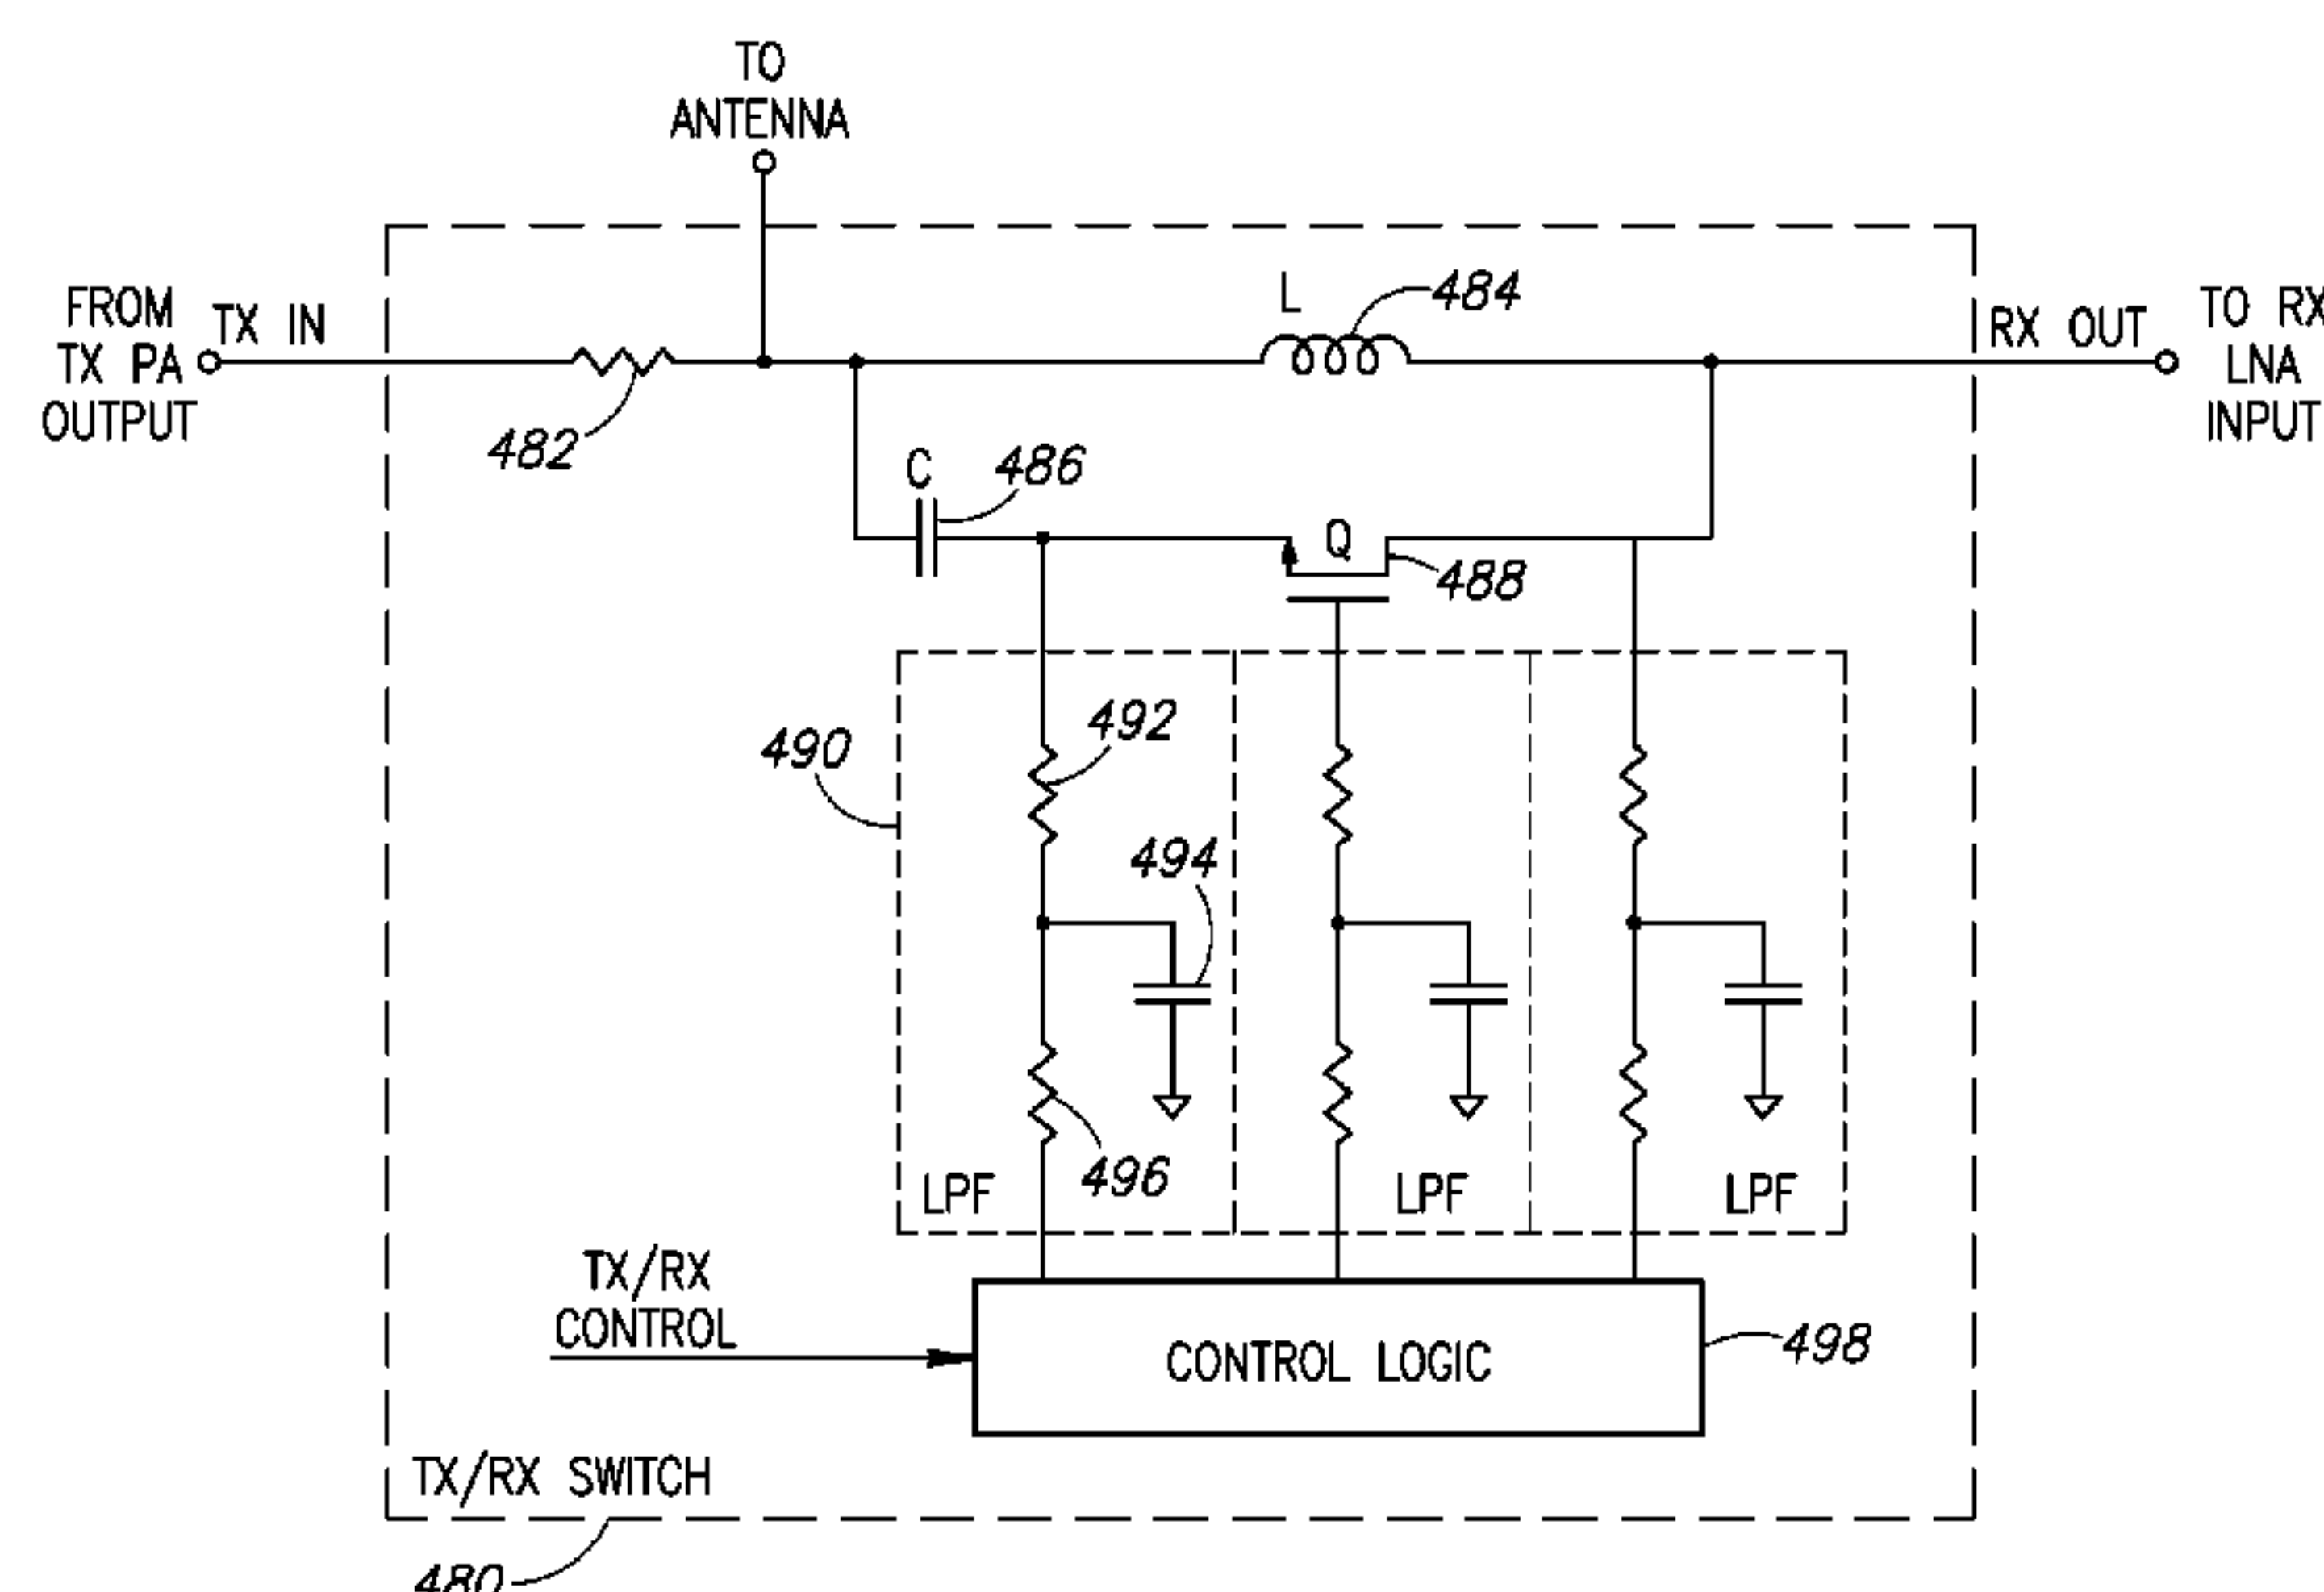 TO
ANTENNA
FROM
TX PA
OUTPUT
TX IN
L
484
RX OUT
TO RX
LNA
INPUT
482
C
486
Q
488
490
492
494
496
LPF
LPF
LPF
TX/RX
CONTROL
CONTROL LOGIC
498
TX/RX SWITCH
480